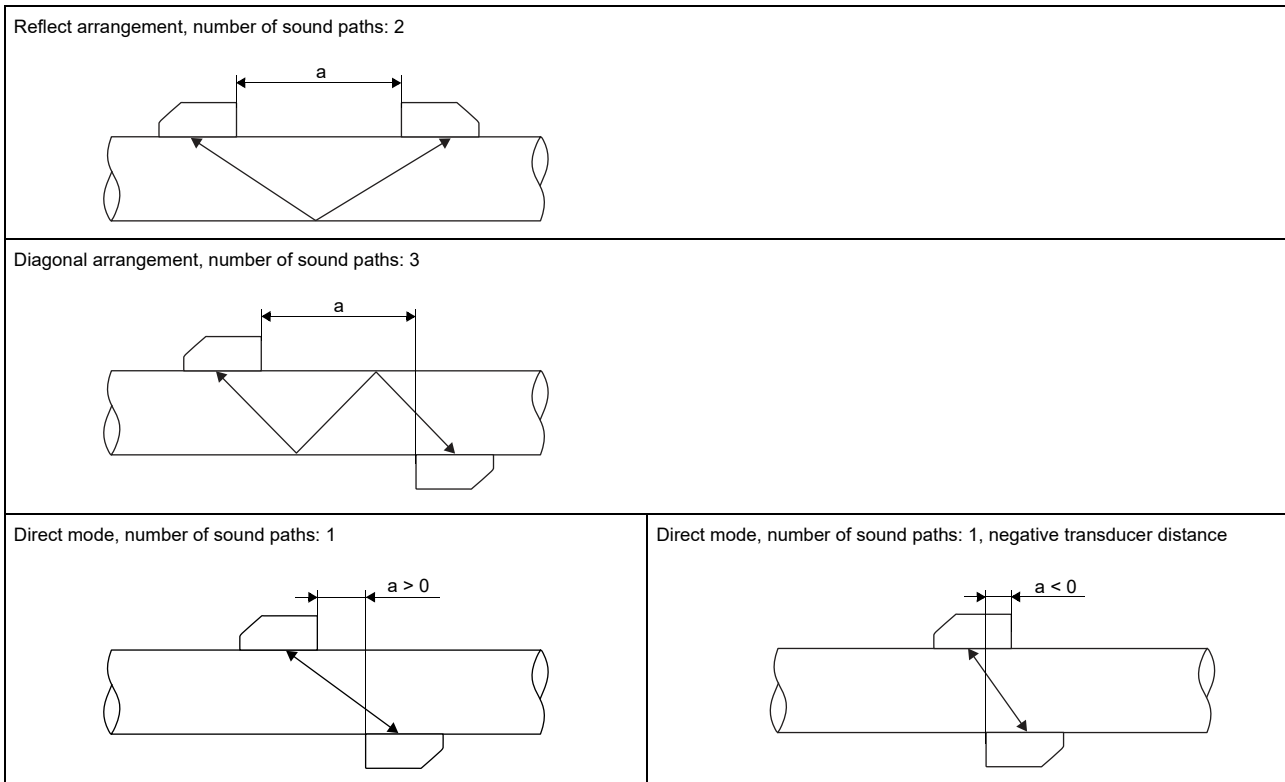 Reflect arrangement, number of sound paths: 2
a
Diagonal arrangement, number of sound paths: 3
a
Direct mode, number of sound paths: 1
a > 0
Direct mode, number of sound paths: 1, negative transducer distance
a < 0